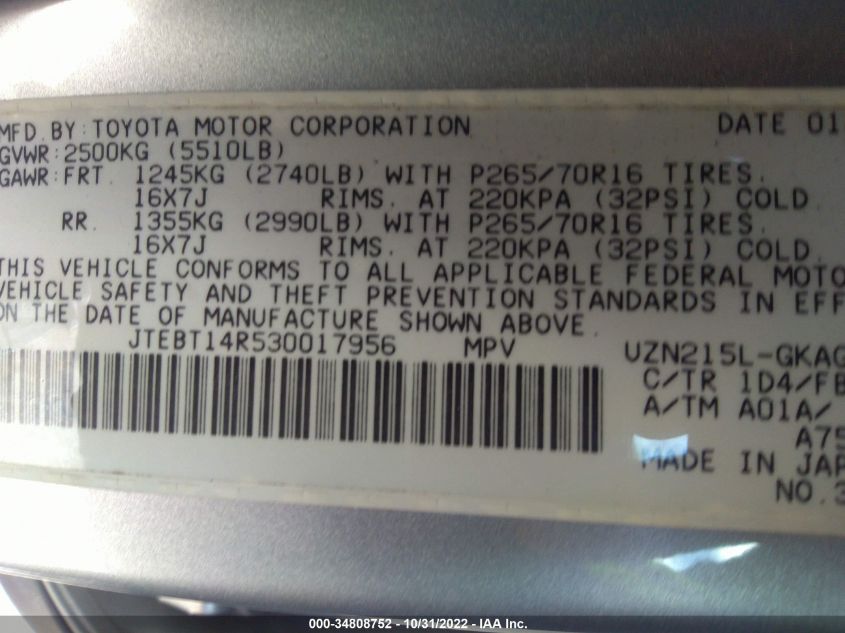 MFD. BY: TOYOTA MOTOR CORPORATION DATE 01
GVWR: 2500KG (5510LB)
GAWR: FRT. 1245KG (2740LB) WITH P265/70R16 TIRES.
16X7J RIMS. AT 220KPA (32PSI) COLD
RR. 1355KG (2990LB) WITH P265/70R16 TIRES.
16X7J RIMS. AT 220KPA (32PSI) COLD.
THIS VEHICLE CONFORMS TO ALL APPLICABLE FEDERAL MOTO
VEHICLE SAFETY AND THEFT PREVENTION STANDARDS IN EFF
ON THE DATE OF MANUFACTURE SHOWN ABOVE.
JTEBT14R530017956 MPV UZN215L-GKAG
C/TR 1D4/FB
A/TM A01A/
A75
MADE IN JAP
NO.3
000-34808752 - 10/31/2022 - IAA Inc.